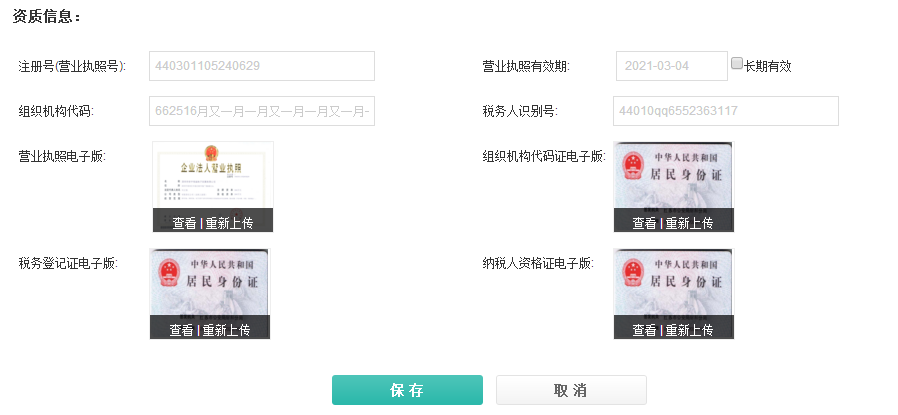 资质信息：
注册号(营业执照号): 440301105240629 营业执照有效期: 2021-03-04 长期有效
组织机构代码: 662516月又一月一月又一月一月又一月 税务人识别号: 44010qq6552363117
营业执照电子版: 组织机构代码证电子版:
企业法人营业执照
中华人民共和国
居民身份证
查看 | 重新上传 查看 | 重新上传
税务登记证电子版: 纳税人资格证电子版:
中华人民共和国 中华人民共和国
居民身份证 居民身份证
查看 | 重新上传 查看 | 重新上传
保存 取消